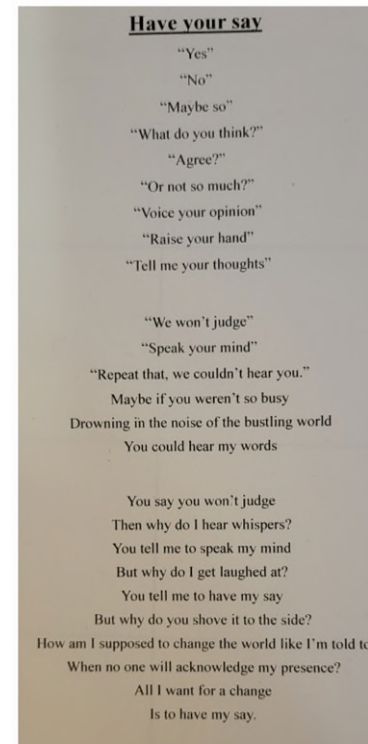 Have your say
“Yes”
“No”
“Maybe so”
“What do you think?”
“Agree?”
“Or not so much?”
“Voice your opinion”
“Raise your hand”
“Tell me your thoughts”
“We won’t judge”
“Speak your mind”
“Repeat that, we couldn’t hear you.”
Maybe if you weren’t so busy
Drowning in the noise of the bustling world
You could hear my words
You say you won’t judge
Then why do I hear whispers?
You tell me to speak my mind
But why do I get laughed at?
You tell me to have my say
But why do you shove it to the side?
How am I supposed to change the world like I’m told to
When no one will acknowledge my presence?
All I want for a change
Is to have my say.